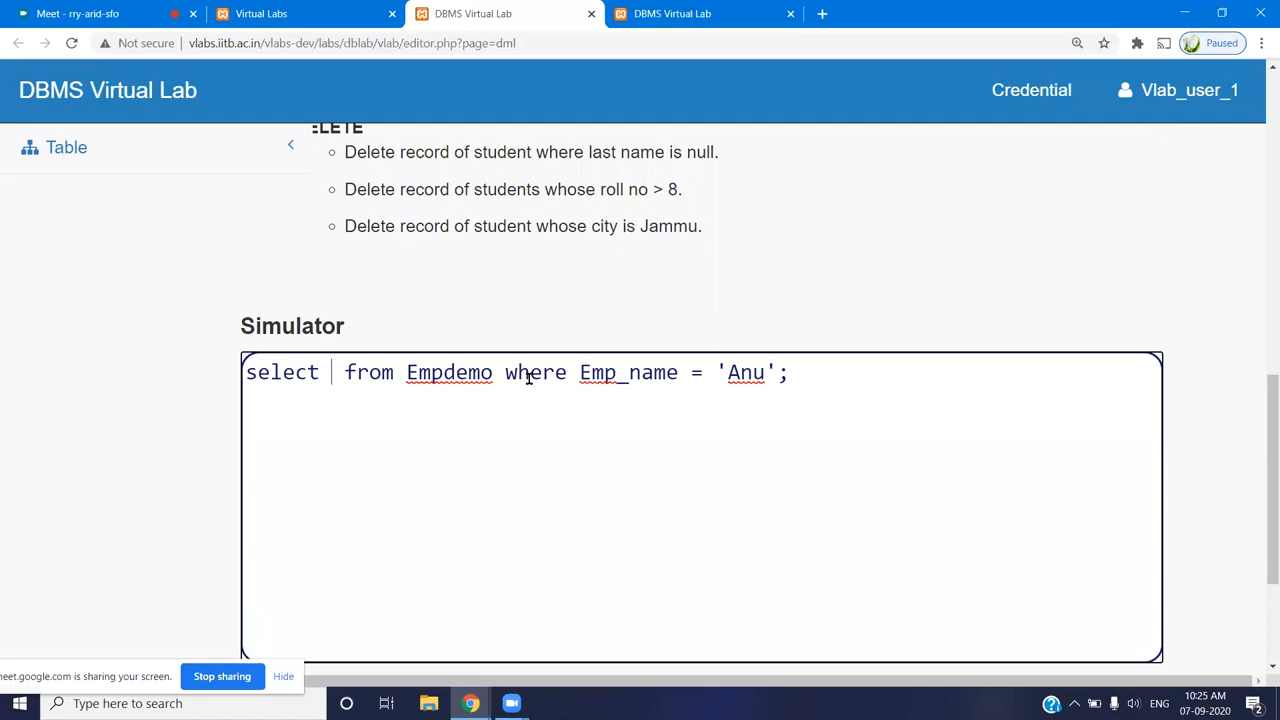 Meet - rry-arid-sfo
Virtual Labs
DBMS Virtual Lab
DBMS Virtual Lab
Not secure
vlabs.iitb.ac.in/vlabs-dev/labs/dblab/vlab/editor.php?page=dml
Paused
DBMS Virtual Lab
Credential
Vlab_user_1
Table
ELETE
Delete record of student where last name is null.
Delete record of students whose roll no > 8.
Delete record of student whose city is Jammu.
Simulator
select from Empdemo where Emp_name = 'Anu';
meet.google.com is sharing your screen.
Stop sharing
Hide
Type here to search
ENG
10:25 AM
07-09-2020
2